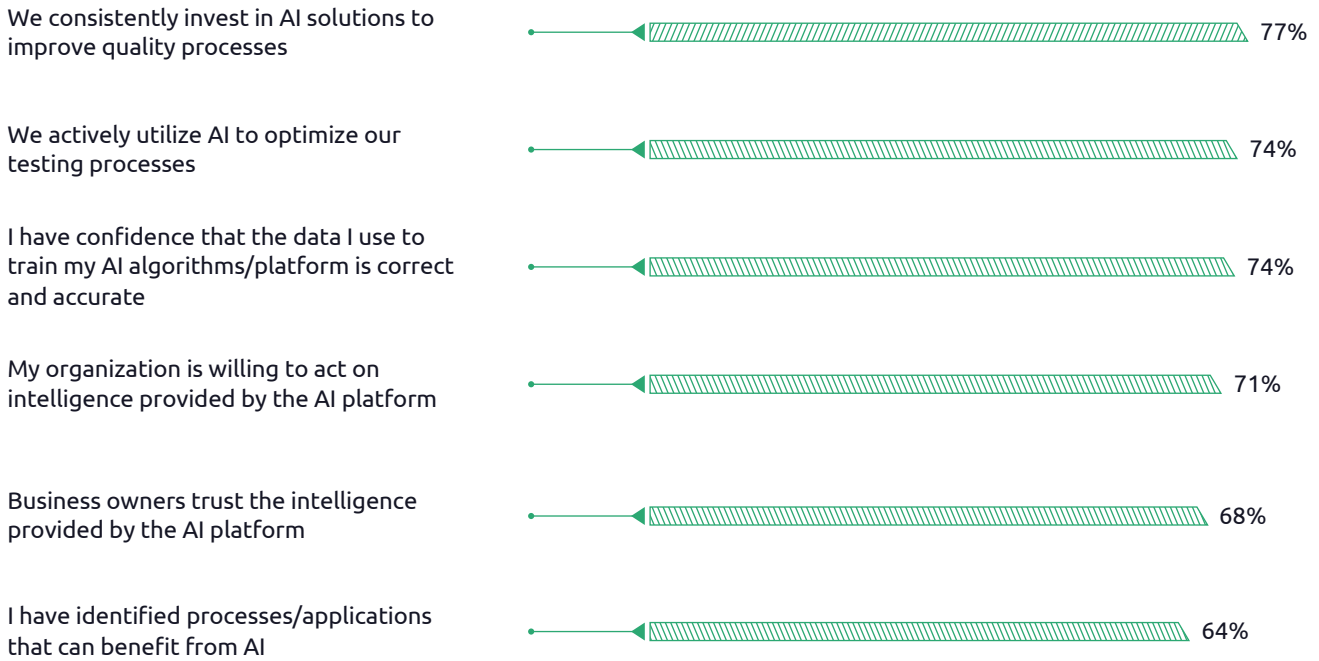 We consistently invest in AI solutions to
improve quality processes
77%
We actively utilize AI to optimize our
testing processes
74%
I have confidence that the data I use to
train my AI algorithms/platform is correct
and accurate
74%
My organization is willing to act on
intelligence provided by the AI platform
71%
Business owners trust the intelligence
provided by the AI platform
68%
I have identified processes/applications
that can benefit from AI
64%